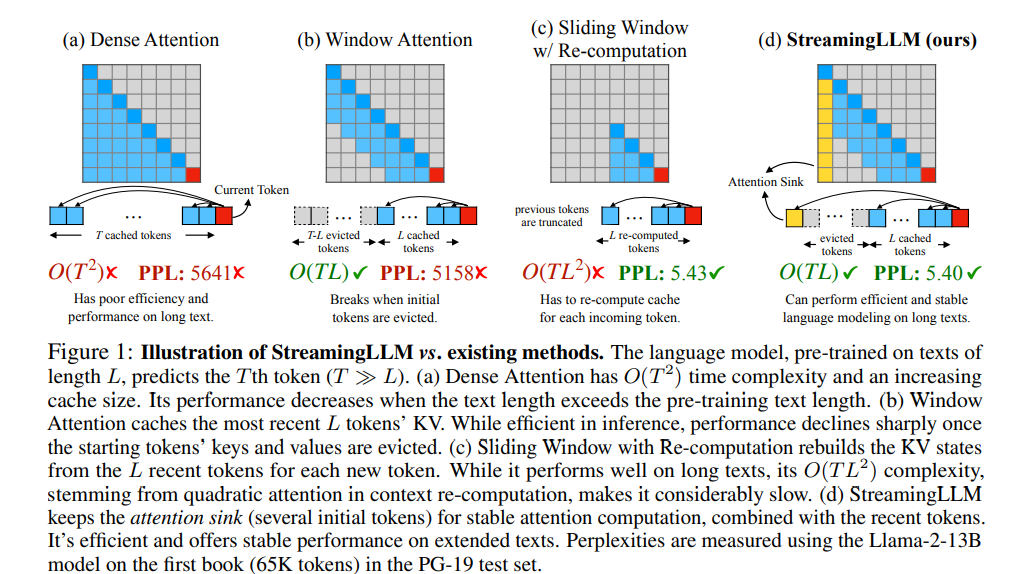 (a) Dense Attention
(b) Window Attention
(c) Sliding Window
w/ Re-computation
(d) StreamingLLM (ours)
Current Token
...
T cached tokens
...
...
T-L evicted
tokens
L cached
tokens
previous tokens
are truncated
...
L re-computed
tokens
Attention Sink
...
...
evicted
tokens
L cached
tokens
O(T²)✗ PPL: 5641✗
O(TL)✓ PPL: 5158✗
O(TL²)✗ PPL: 5.43✓
O(TL)✓ PPL: 5.40✓
Has poor efficiency and
performance on long text.
Breaks when initial
tokens are evicted.
Has to re-compute cache
for each incoming token.
Can perform efficient and stable
language modeling on long texts.
Figure 1: Illustration of StreamingLLM vs. existing methods. The language model, pre-trained on texts of
length L, predicts the Tth token (T ≫ L). (a) Dense Attention has O(T²) time complexity and an increasing
cache size. Its performance decreases when the text length exceeds the pre-training text length. (b) Window
Attention caches the most recent L tokens' KV. While efficient in inference, performance declines sharply once
the starting tokens' keys and values are evicted. (c) Sliding Window with Re-computation rebuilds the KV states
from the L recent tokens for each new token. While it performs well on long texts, its O(TL²) complexity,
stemming from quadratic attention in context re-computation, makes it considerably slow. (d) StreamingLLM
keeps the attention sink (several initial tokens) for stable attention computation, combined with the recent tokens.
It's efficient and offers stable performance on extended texts. Perplexities are measured using the Llama-2-13B
model on the first book (65K tokens) in the PG-19 test set.